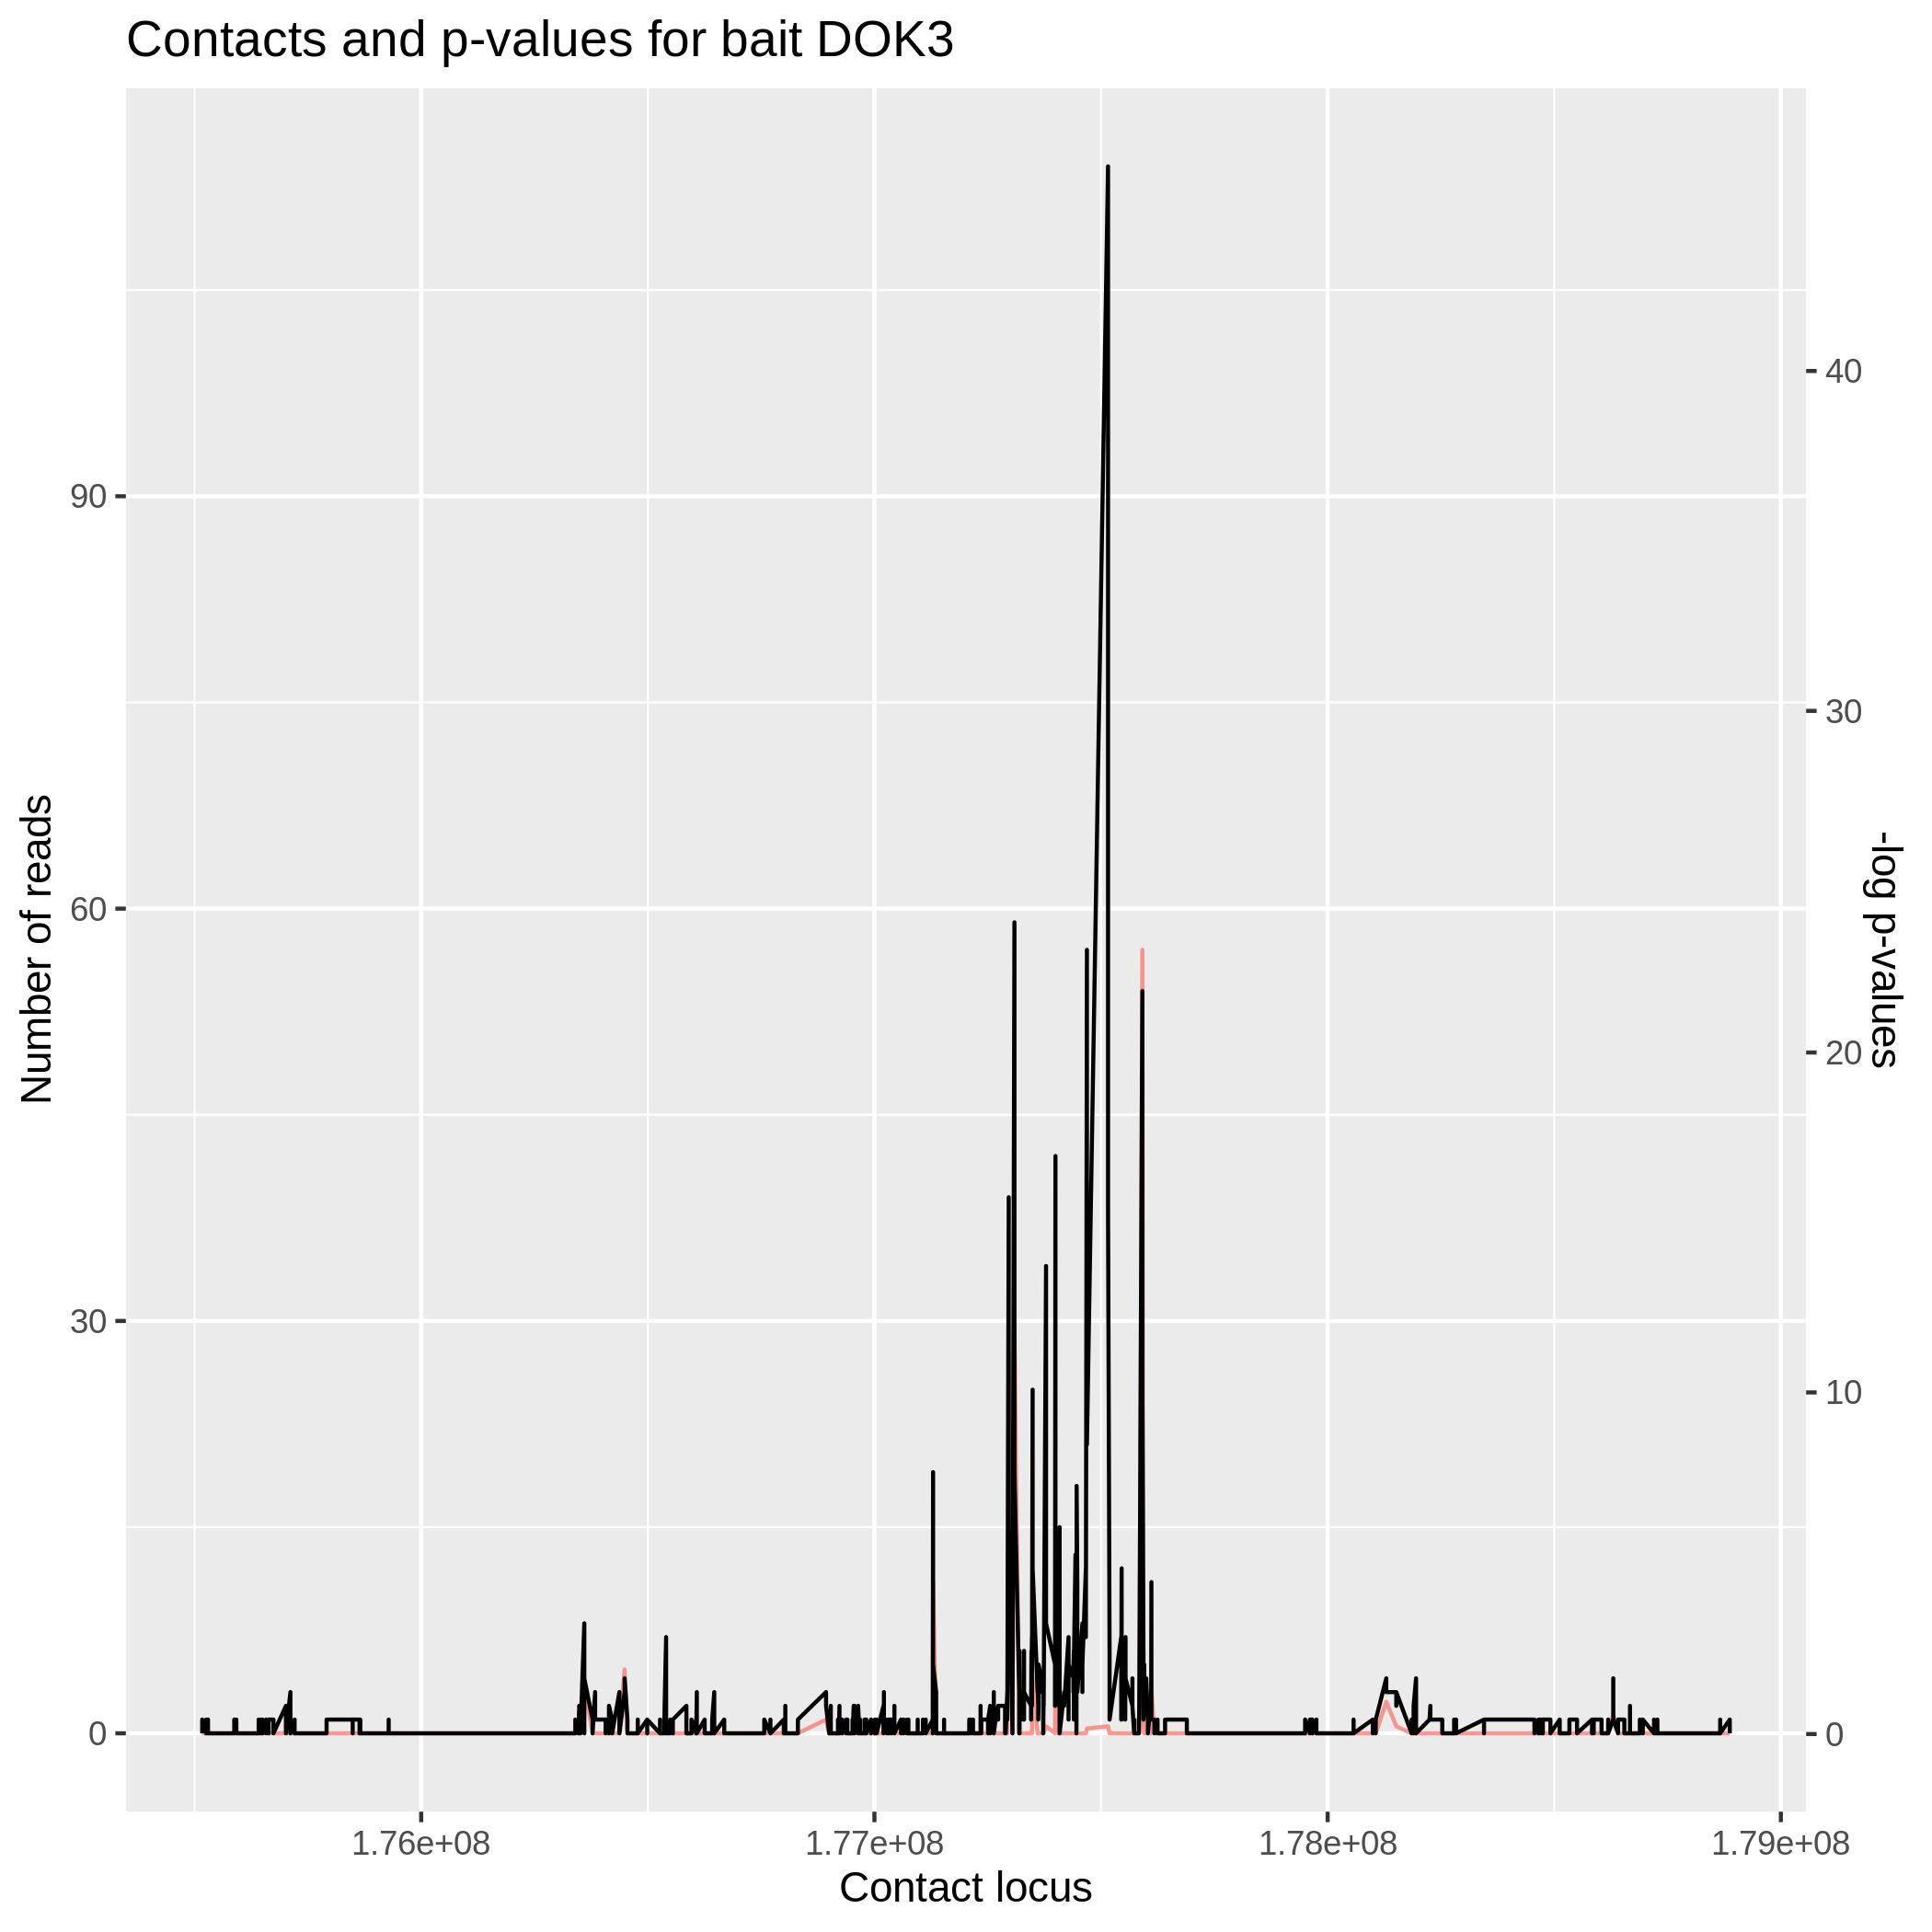 Contacts and p-values for bait DOK3
Number of reads
90
60
30
0
40
30
20
10
0
-log p-values
1.76e+08
1.77e+08
1.78e+08
1.79e+08
Contact locus